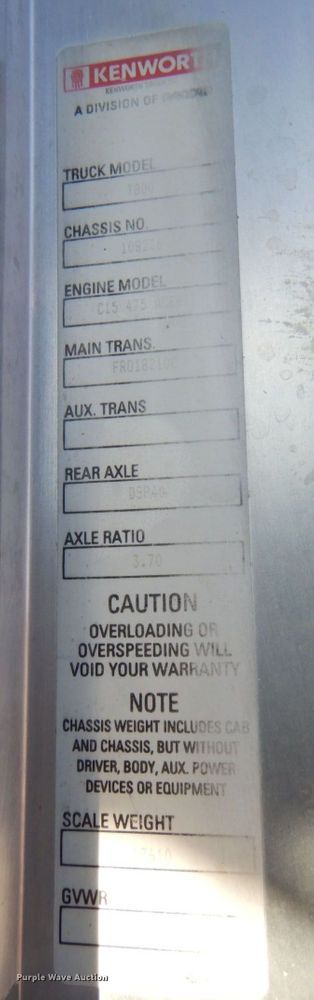 KENWORTH
A DIVISION OF
TRUCK MODEL
T800
CHASSIS NO.
ENGINE MODEL
C15 475
MAIN TRANS.
AUX. TRANS
REAR AXLE
AXLE RATIO
3.70
CAUTION
OVERLOADING OR
OVERSPEEDING WILL
VOID YOUR WARRANTY
NOTE
CHASSIS WEIGHT INCLUDES CAB
AND CHASSIS, BUT WITHOUT
DRIVER, BODY, AUX. POWER
DEVICES OR EQUIPMENT
SCALE WEIGHT
GVWR
Purple Wave Auction